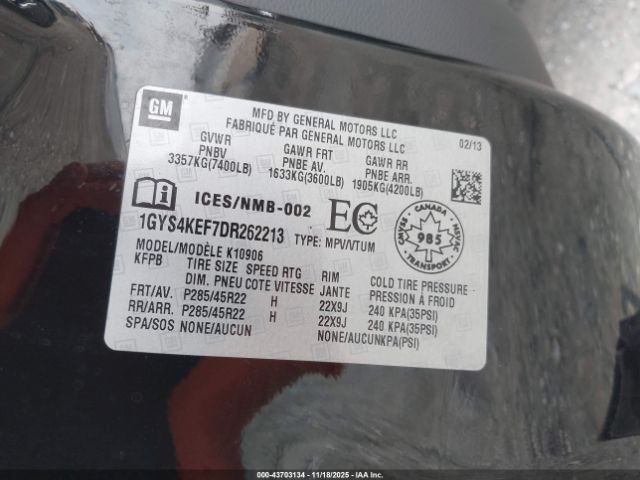 GM
MFD BY GENERAL MOTORS LLC
FABRIQUÉ PAR GENERAL MOTORS LLC
02/13
GVWR GAWR FRT GAWR RR
PNBV PNBE AV. PNBE ARR.
3357KG(7400LB) 1633KG(3600LB) 1905KG(4200LB)
ICES/NMB-002
EC
CANADA
CMVSS NSVAC
985
TRANSPORT
1GYS4KEF7DR262213 TYPE: MPV/VTUM
MODEL/MODÈLE K10906
KFPB TIRE SIZE SPEED RTG RIM COLD TIRE PRESSURE
DIM. PNEU COTE VITESSE JANTE PRESSION À FROID
FRT/AV. P285/45R22 H 22X9J 240 KPA(35PSI)
RR/ARR. P285/45R22 H 22X9J 240 KPA(35PSI)
SPA/SOS NONE/AUCUN NONE/AUCUNKPA(PSI)
000-43703134 | 11/18/2025 - IAA Inc.